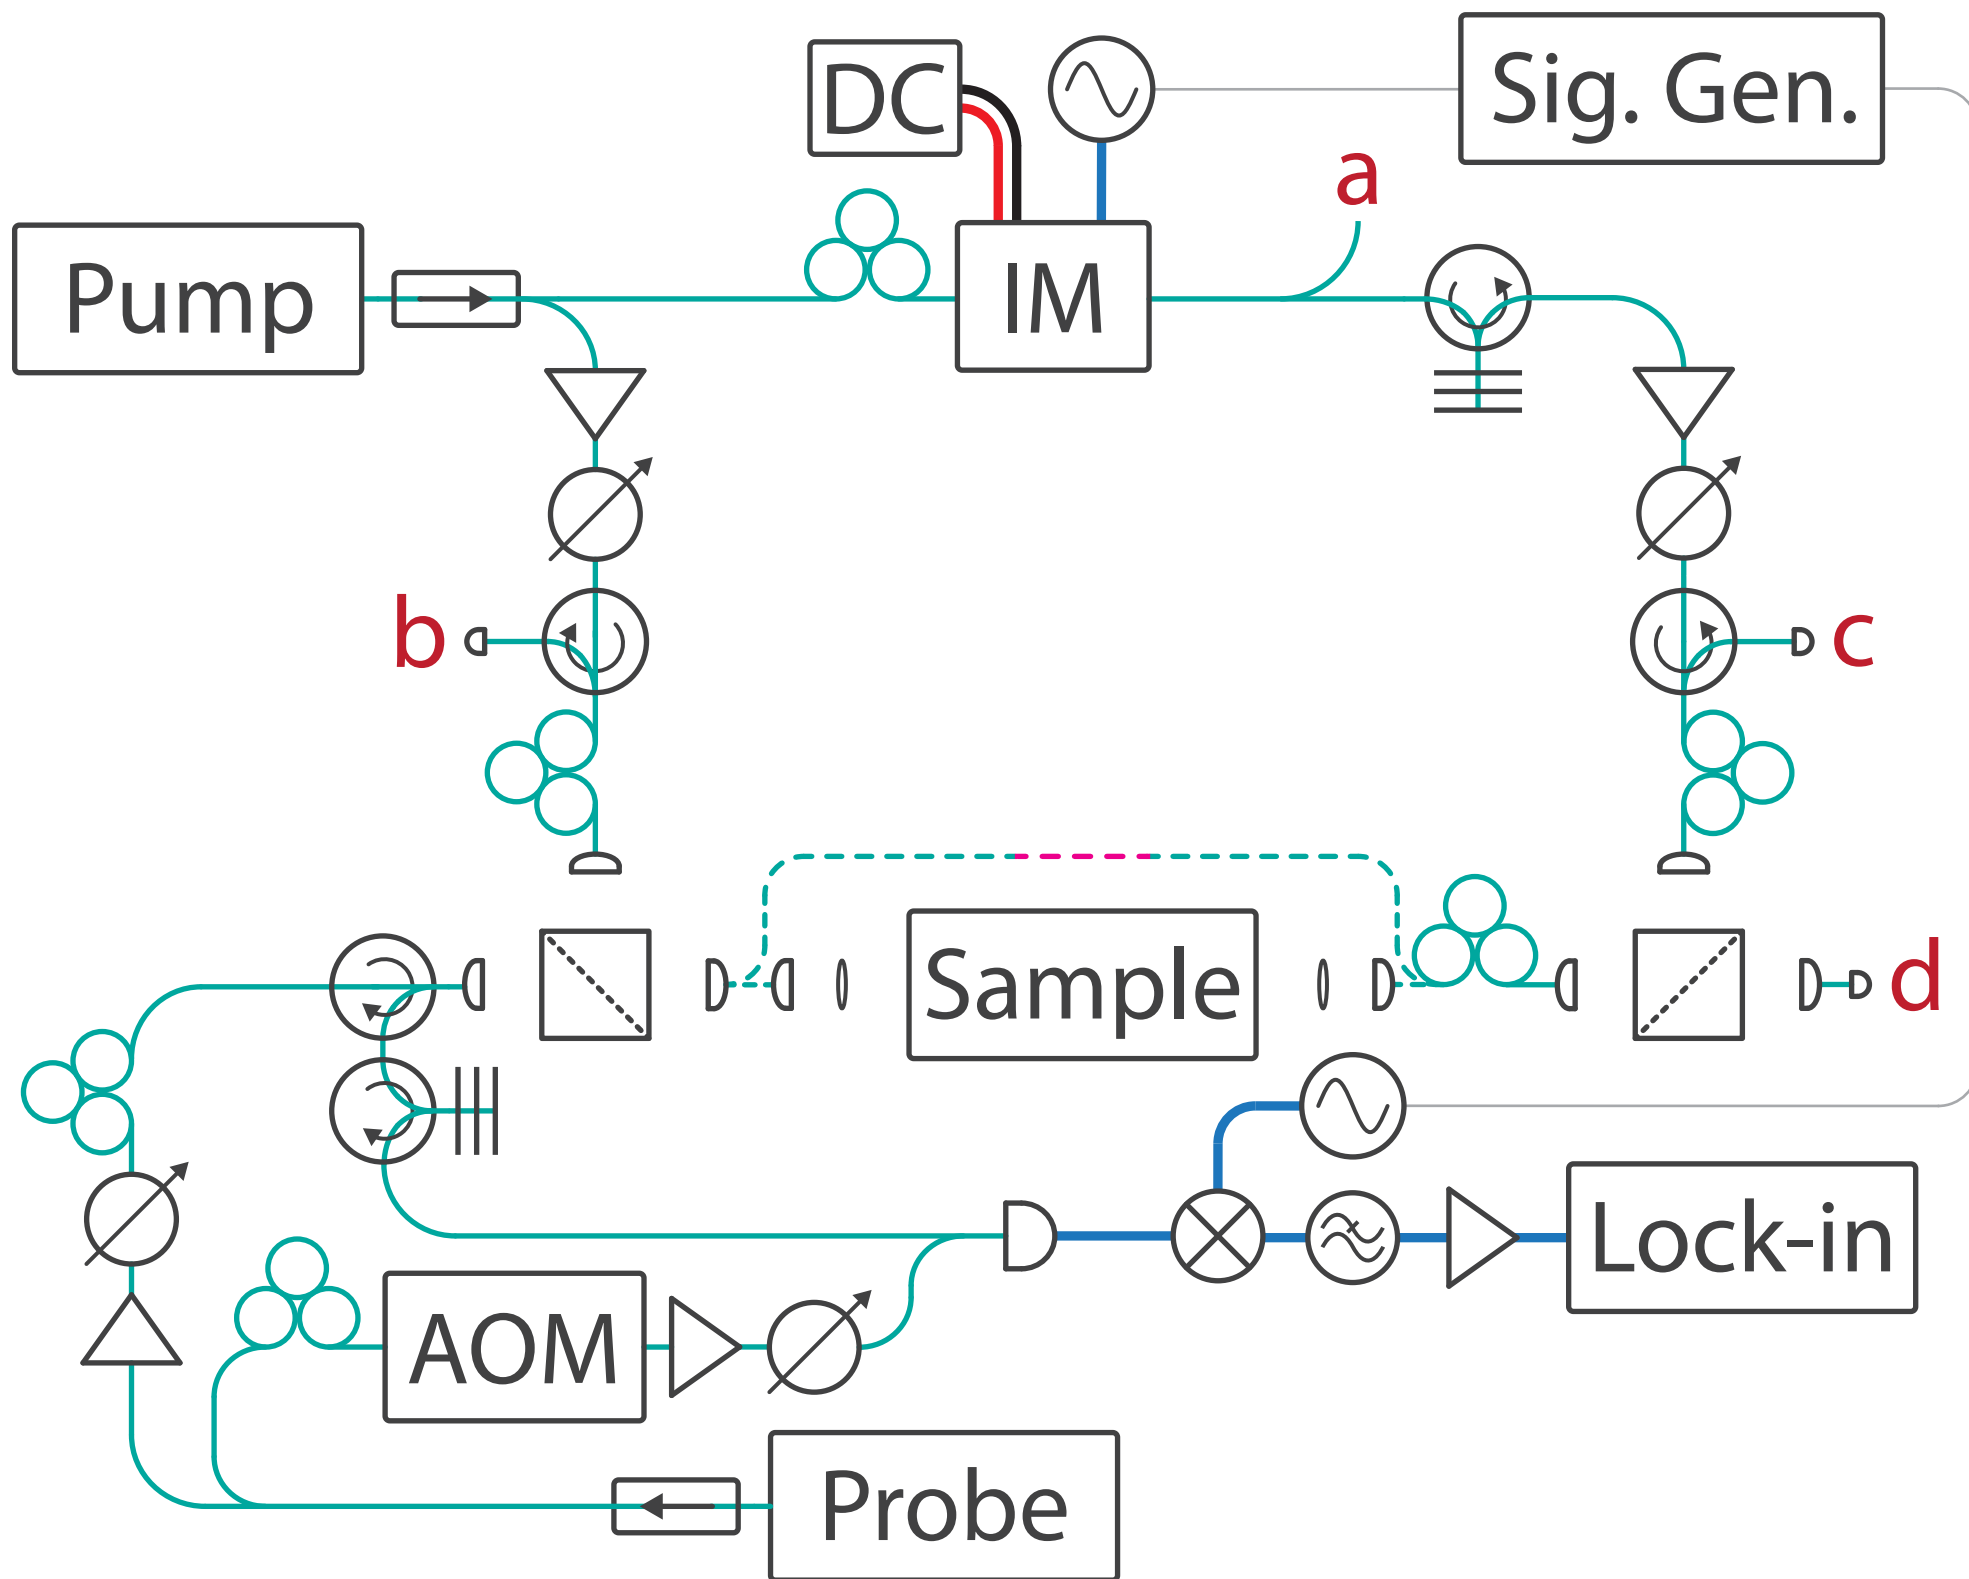 DC
Sig. Gen.
a
Pump
IM
b
c
Sample
d
Lock-in
AOM
Probe